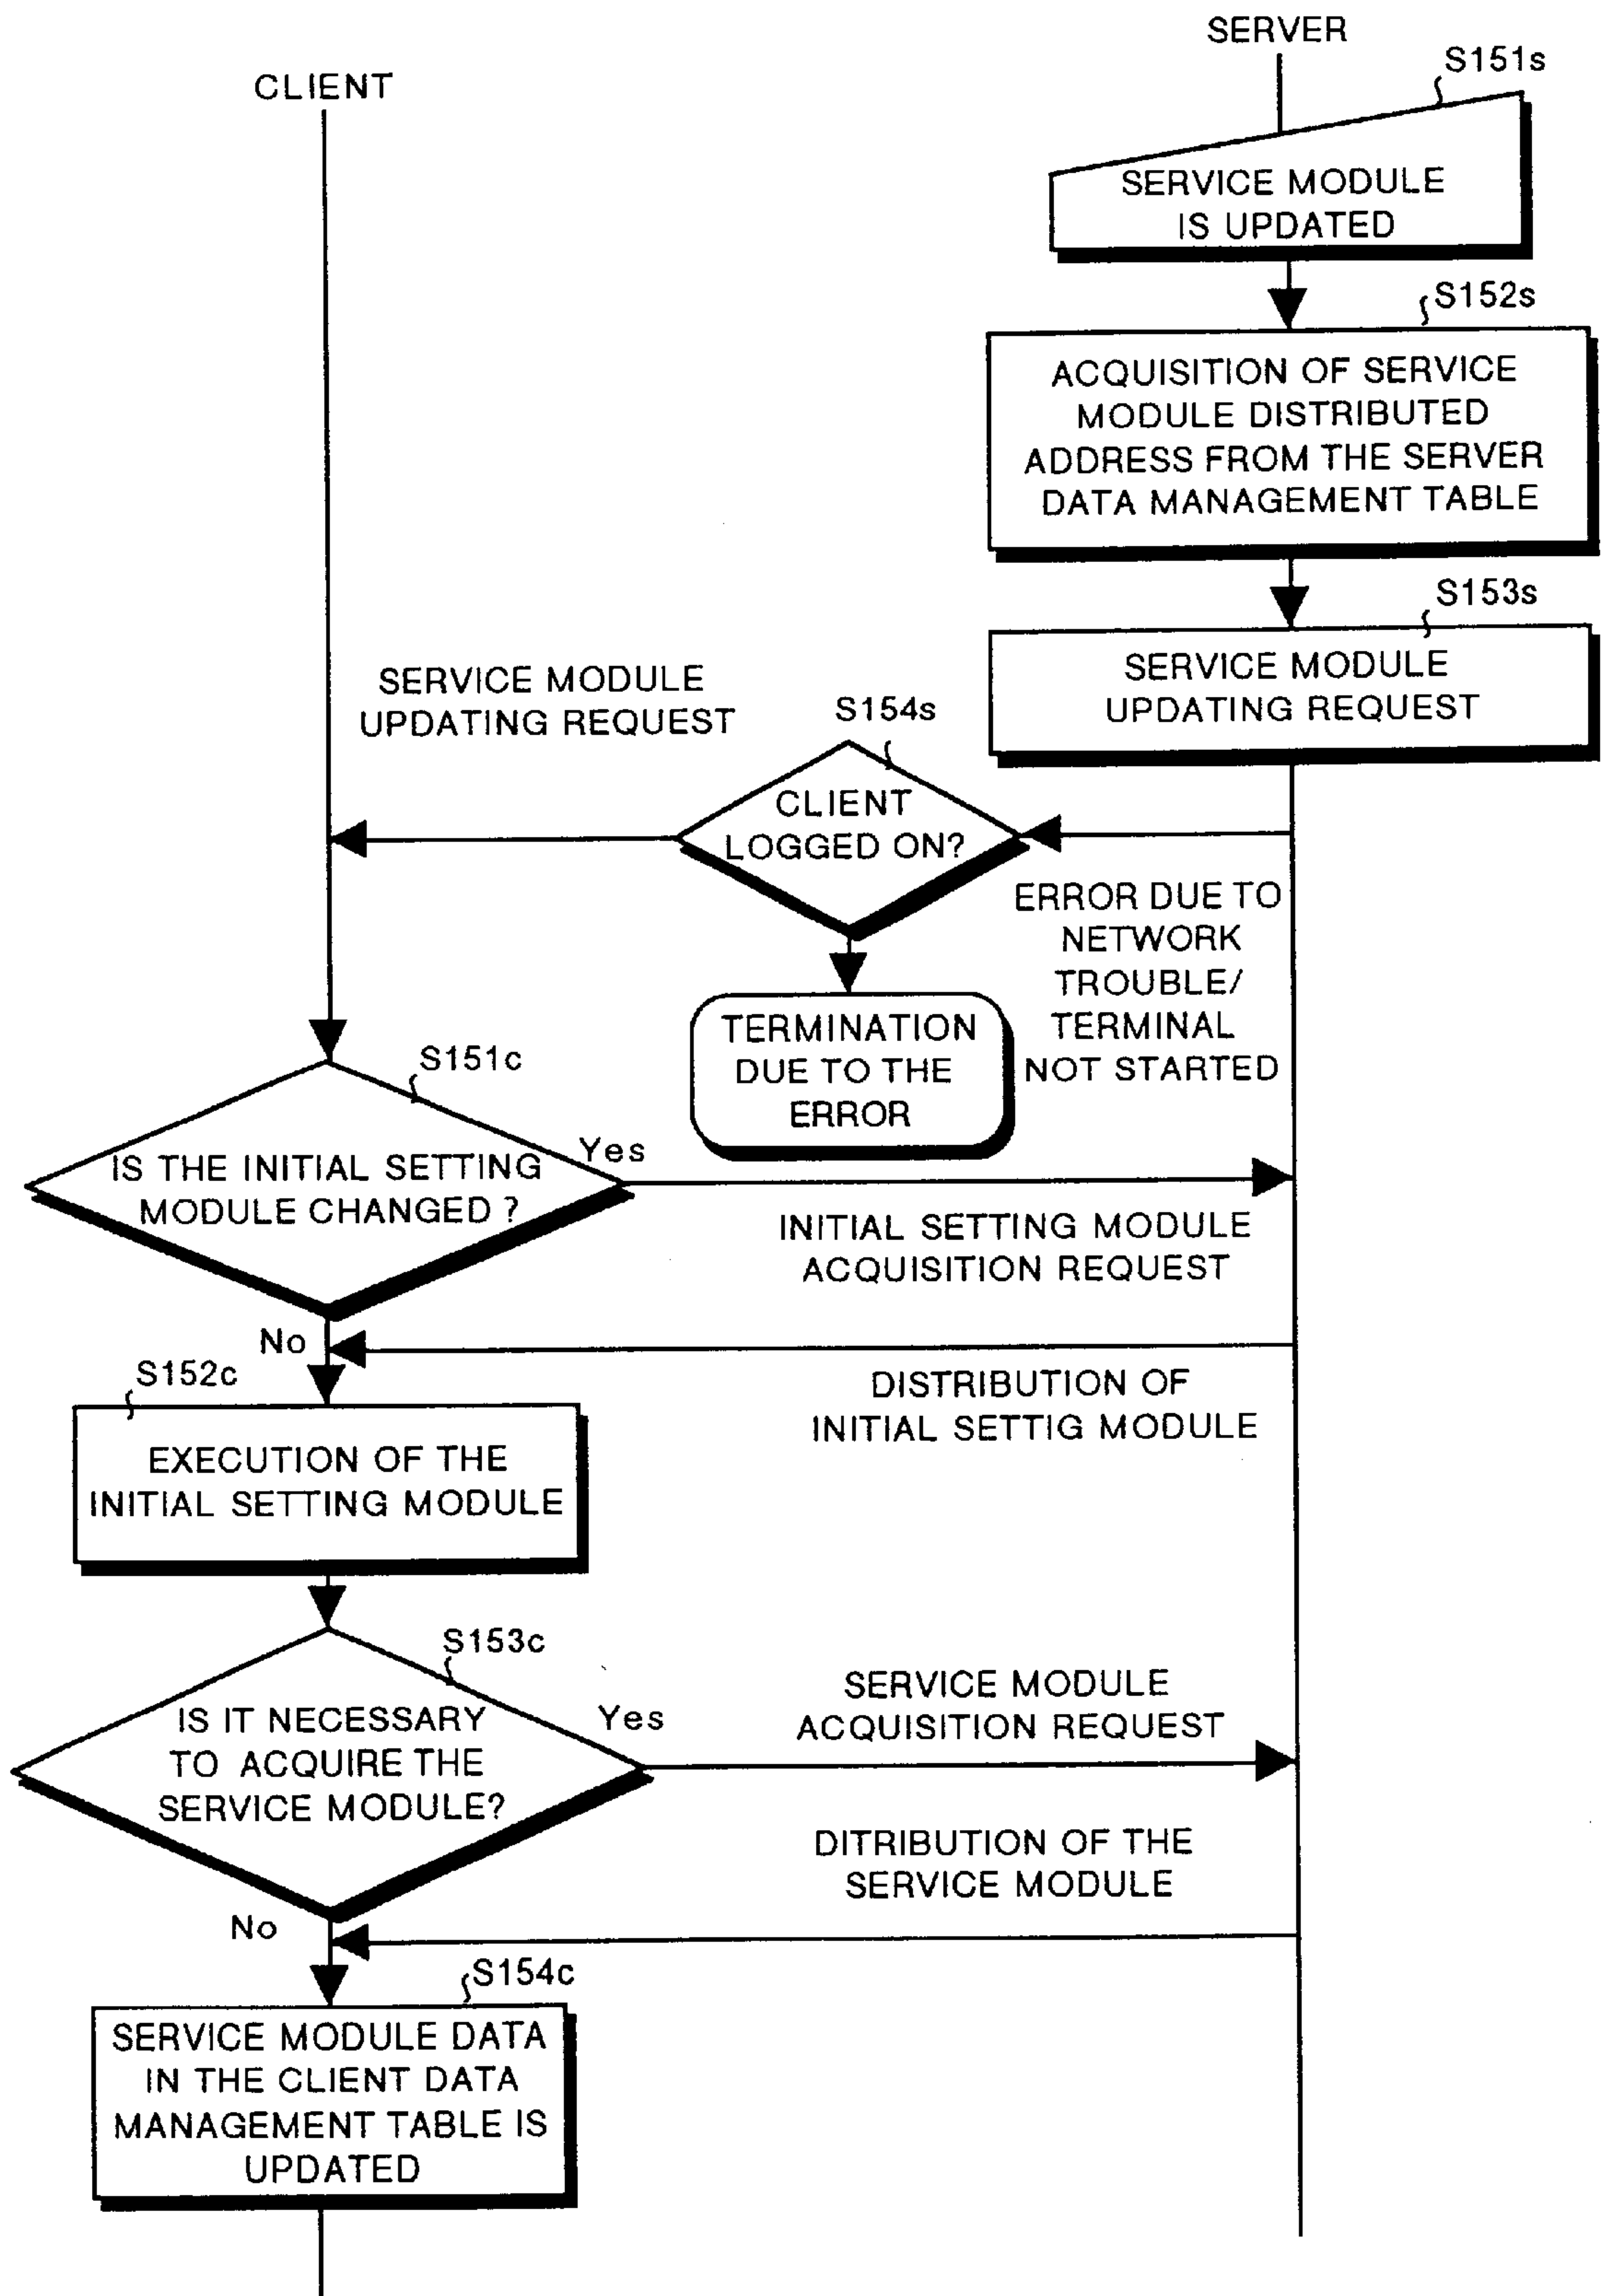 SERVER
S151s
CLIENT
SERVICE MODULE
IS UPDATED
S152s
ACQUISITION OF SERVICE
MODULE DISTRIBUTED
ADDRESS FROM THE SERVER
DATA MANAGEMENT TABLE
S153s
SERVICE MODULE
UPDATING REQUEST
SERVICE MODULE
UPDATING REQUEST
S154s
CLIENT
LOGGED ON?
ERROR DUE TO
NETWORK
TROUBLE/
TERMINAL
NOT STARTED
TERMINATION
DUE TO THE
ERROR
S151c
IS THE INITIAL SETTING
MODULE CHANGED ?
Yes
INITIAL SETTING MODULE
ACQUISITION REQUEST
No
DISTRIBUTION OF
INITIAL SETTIG MODULE
S152c
EXECUTION OF THE
INITIAL SETTING MODULE
S153c
IS IT NECESSARY
TO ACQUIRE THE
SERVICE MODULE?
Yes
SERVICE MODULE
ACQUISITION REQUEST
DITRIBUTION OF THE
SERVICE MODULE
No
S154c
SERVICE MODULE DATA
IN THE CLIENT DATA
MANAGEMENT TABLE IS
UPDATED